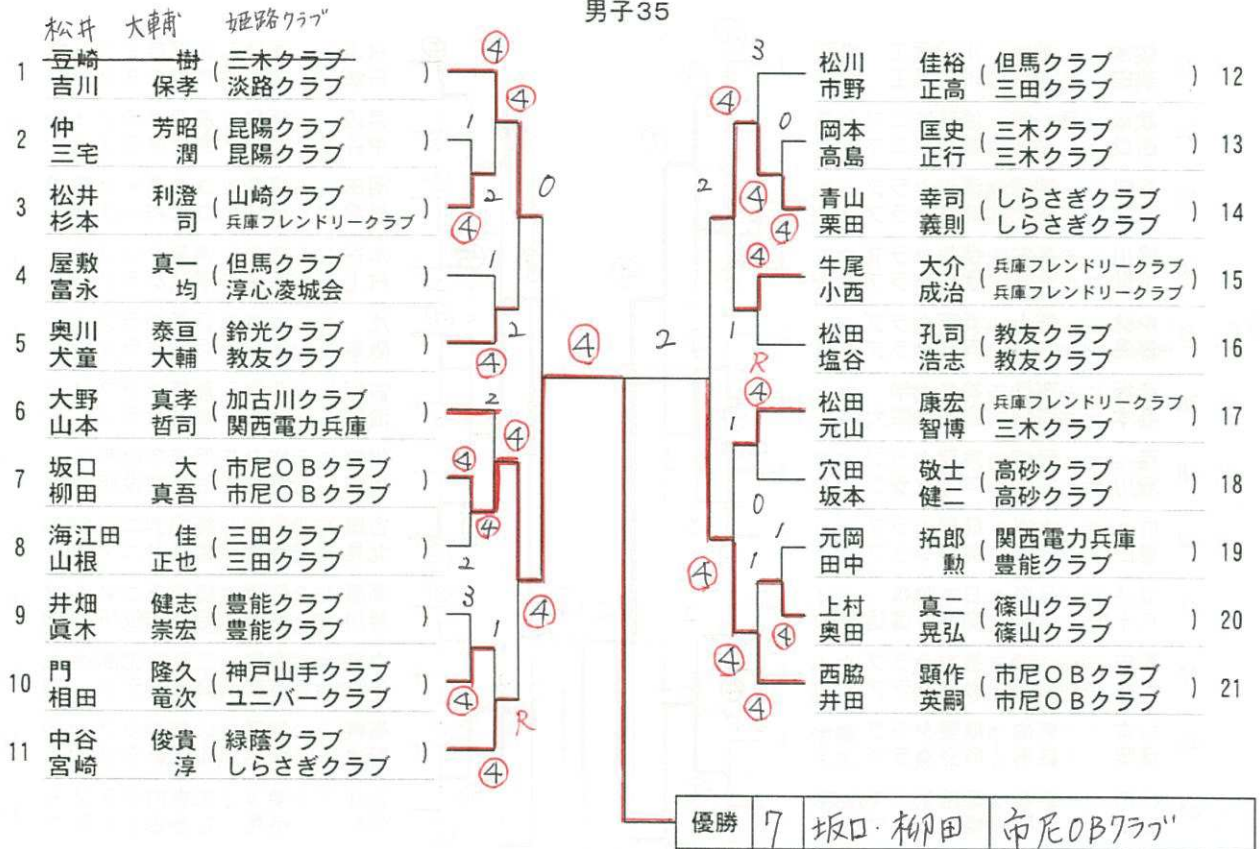 男子35
松井 大輔 姫路クラブ
1 豆崎 樹 ( 三木クラブ )
吉川 保孝 淡路クラブ
2 仲 芳昭 ( 昆陽クラブ )
三宅 潤 昆陽クラブ
3 松井 利澄 ( 山崎クラブ )
杉本 司 兵庫フレンドリークラブ
4 屋敷 真一 ( 但馬クラブ )
富永 均 淳心凌城会
5 奥川 泰亘 ( 鈴光クラブ )
犬童 大輔 教友クラブ
6 大野 真孝 ( 加古川クラブ )
山本 哲司 関西電力兵庫
7 坂口 大 ( 市尼OBクラブ )
柳田 真吾 市尼OBクラブ
8 海江田 佳 ( 三田クラブ )
山根 正也 三田クラブ
9 井畑 健志 ( 豊能クラブ )
眞木 崇宏 豊能クラブ
10 門 隆久 ( 神戸山手クラブ )
相田 竜次 ユニバークラブ
11 中谷 俊貴 ( 緑蔭クラブ )
宮崎 淳 しらさぎクラブ
④
④
1
2
④
0
1
2
④
2
④
④
④
2
3
1
④
④
R
④
④
2
松川 佳裕 ( 但馬クラブ ) 12
市野 正高 三田クラブ
岡本 匡史 ( 三木クラブ ) 13
高島 正行 三木クラブ
青山 幸司 ( しらさぎクラブ ) 14
栗田 義則 しらさぎクラブ
牛尾 大介 ( 兵庫フレンドリークラブ ) 15
小西 成治 兵庫フレンドリークラブ
松田 孔司 ( 教友クラブ ) 16
塩谷 浩志 教友クラブ
松田 康宏 ( 兵庫フレンドリークラブ ) 17
元山 智博 三木クラブ
穴田 敬士 ( 高砂クラブ ) 18
坂本 健二 高砂クラブ
元岡 拓郎 ( 関西電力兵庫 ) 19
田中 勲 豊能クラブ
上村 真二 ( 篠山クラブ ) 20
奥田 晃弘 篠山クラブ
西脇 顕作 ( 市尼OBクラブ ) 21
井田 英嗣 市尼OBクラブ
3
④
0
2
④
④
④
1
R
④
1
0
1
1
④
④
④
④
優勝 7 坂口・柳田 市尼OBクラブ